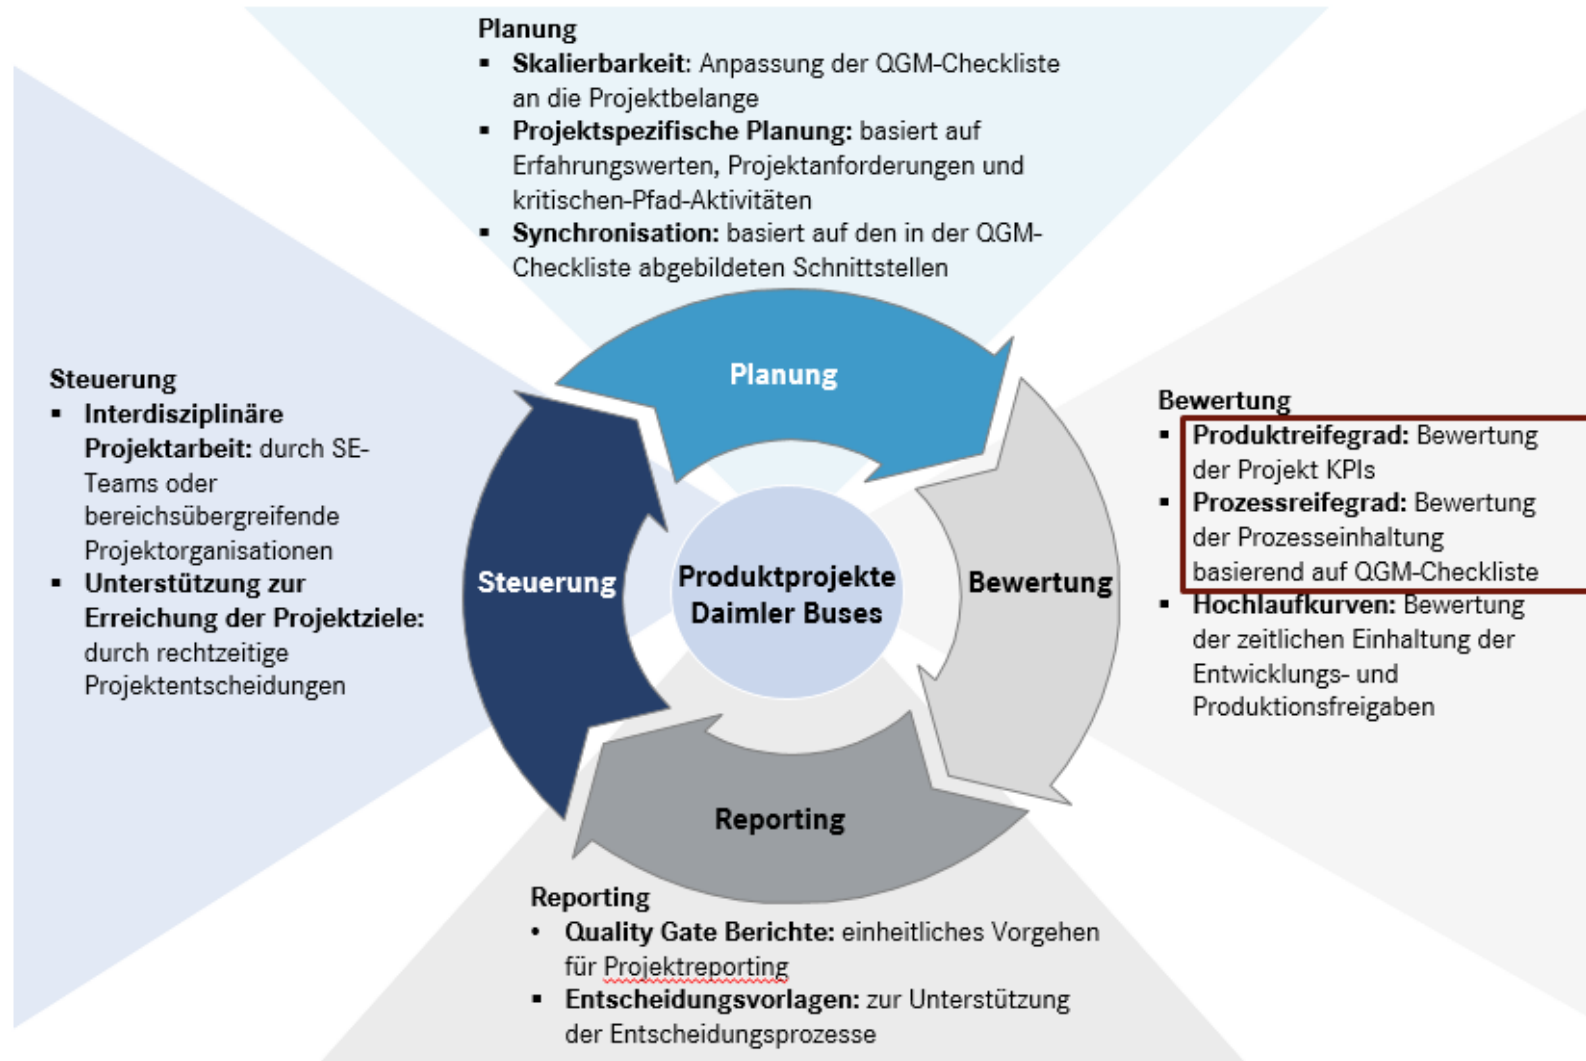 Planung
▪ Skalierbarkeit: Anpassung der QGM-Checkliste
an die Projektbelange
▪ Projektspezifische Planung: basiert auf
Erfahrungswerten, Projektanforderungen und
kritischen-Pfad-Aktivitäten
▪ Synchronisation: basiert auf den in der QGM-
Checkliste abgebildeten Schnittstellen
Steuerung
▪ Interdisziplinäre
Projektarbeit: durch SE-
Teams oder
bereichsübergreifende
Projektorganisationen
▪ Unterstützung zur
Erreichung der Projektziele:
durch rechtzeitige
Projektentscheidungen
Planung
Steuerung
Produktprojekte
Daimler Buses
Bewertung
Reporting
Bewertung
▪ Produktreifegrad: Bewertung
der Projekt KPIs
▪ Prozessreifegrad: Bewertung
der Prozesseinhaltung
basierend auf QGM-Checkliste
▪ Hochlaufkurven: Bewertung
der zeitlichen Einhaltung der
Entwicklungs- und
Produktionsfreigaben
Reporting
• Quality Gate Berichte: einheitliches Vorgehen
für Projektreporting
▪ Entscheidungsvorlagen: zur Unterstützung
der Entscheidungsprozesse